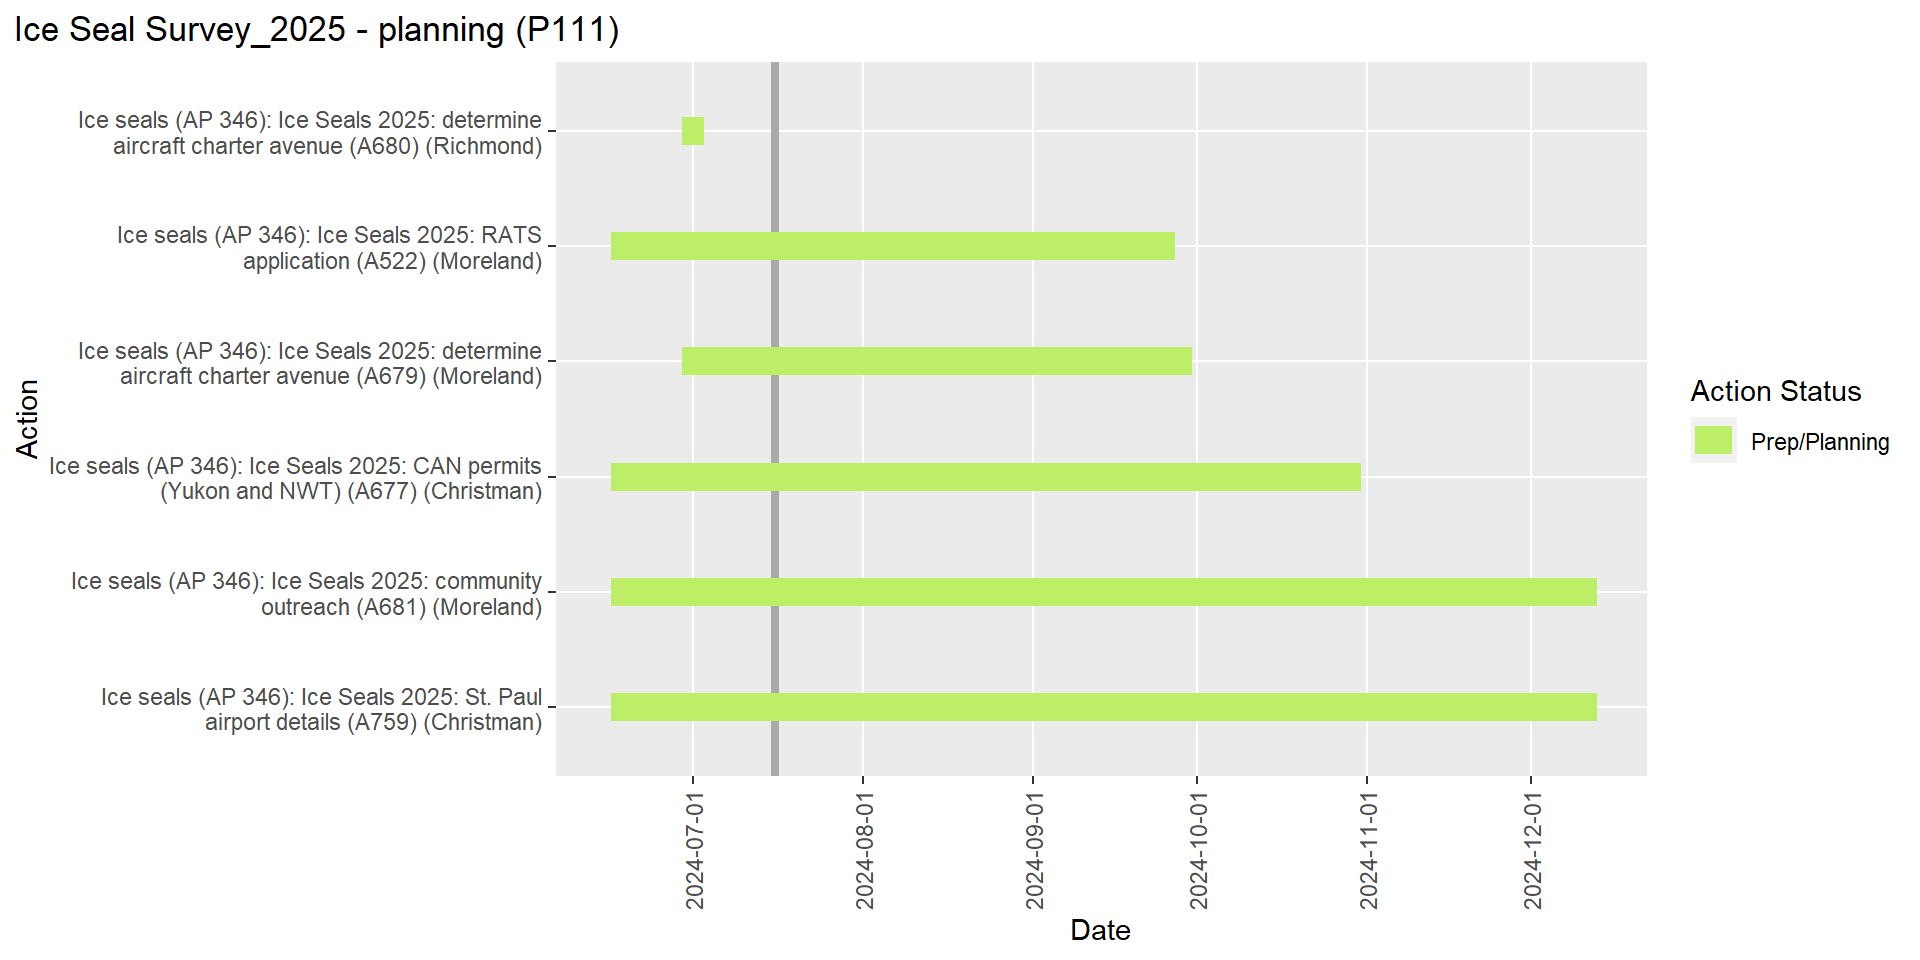 Ice Seal Survey_2025 - planning (P111)
Action
Ice seals (AP 346): Ice Seals 2025: determine
aircraft charter avenue (A680) (Richmond)
Ice seals (AP 346): Ice Seals 2025: RATS
application (A522) (Moreland)
Ice seals (AP 346): Ice Seals 2025: determine
aircraft charter avenue (A679) (Moreland)
Ice seals (AP 346): Ice Seals 2025: CAN permits
(Yukon and NWT) (A677) (Christman)
Ice seals (AP 346): Ice Seals 2025: community
outreach (A681) (Moreland)
Ice seals (AP 346): Ice Seals 2025: St. Paul
airport details (A759) (Christman)
2024-07-01
2024-08-01
2024-09-01
2024-10-01
2024-11-01
2024-12-01
Date
Action Status
Prep/Planning